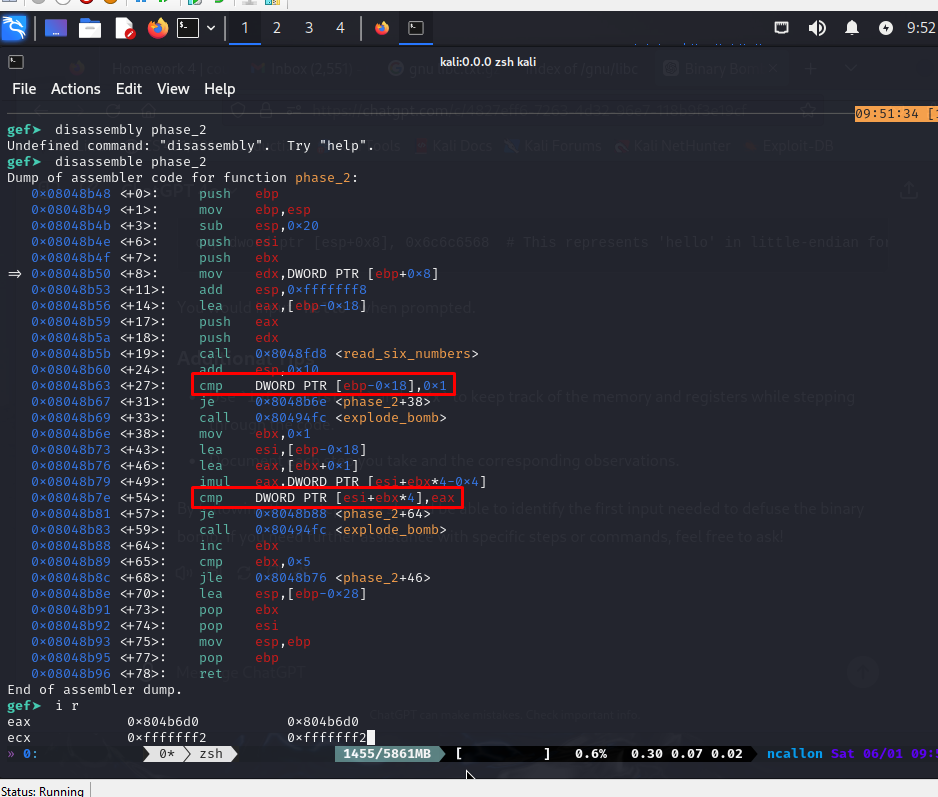 1 2 3 4 9:52
kali:0.0.0 zsh kali
File Actions Edit View Help
09:51:34 [
gef➤ disassembly phase_2
Undefined command: "disassembly". Try "help".
gef➤ disassemble phase_2
Dump of assembler code for function phase_2:
0×08048b48 <+0>: push ebp
0×08048b49 <+1>: mov ebp,esp
0×08048b4b <+3>: sub esp,0×20
0×08048b4e <+6>: push esi
0×08048b4f <+7>: push ebx
⇒ 0×08048b50 <+8>: mov edx,DWORD PTR [ebp+0×8]
0×08048b53 <+11>: add esp,0×fffffff8
0×08048b56 <+14>: lea eax,[ebp-0×18]
0×08048b59 <+17>: push eax
0×08048b5a <+18>: push edx
0×08048b5b <+19>: call 0×8048fd8 <read_six_numbers>
0×08048b60 <+24>: add esp,0×10
0×08048b63 <+27>: cmp DWORD PTR [ebp-0×18],0×1
0×08048b67 <+31>: je 0×8048b6e <phase_2+38>
0×08048b69 <+33>: call 0×80494fc <explode_bomb>
0×08048b6e <+38>: mov ebx,0×1
0×08048b73 <+43>: lea esi,[ebp-0×18]
0×08048b76 <+46>: lea eax,[ebx+0×1]
0×08048b79 <+49>: imul eax,DWORD PTR [esi+ebx*4-0×4]
0×08048b7e <+54>: cmp DWORD PTR [esi+ebx*4],eax
0×08048b81 <+57>: je 0×8048b88 <phase_2+64>
0×08048b83 <+59>: call 0×80494fc <explode_bomb>
0×08048b88 <+64>: inc ebx
0×08048b89 <+65>: cmp ebx,0×5
0×08048b8c <+68>: jle 0×8048b76 <phase_2+46>
0×08048b8e <+70>: lea esp,[ebp-0×28]
0×08048b91 <+73>: pop ebx
0×08048b92 <+74>: pop esi
0×08048b93 <+75>: mov esp,ebp
0×08048b95 <+77>: pop ebp
0×08048b96 <+78>: ret
End of assembler dump.
gef➤ i r
eax 0×804b6d0 0×804b6d0
ecx 0×fffffff2 0×fffffff2
» 0: 0* zsh 1455/5861MB [ ] 0.6% 0.30 0.07 0.02 ncallon Sat 06/01 09:5
Status: Running